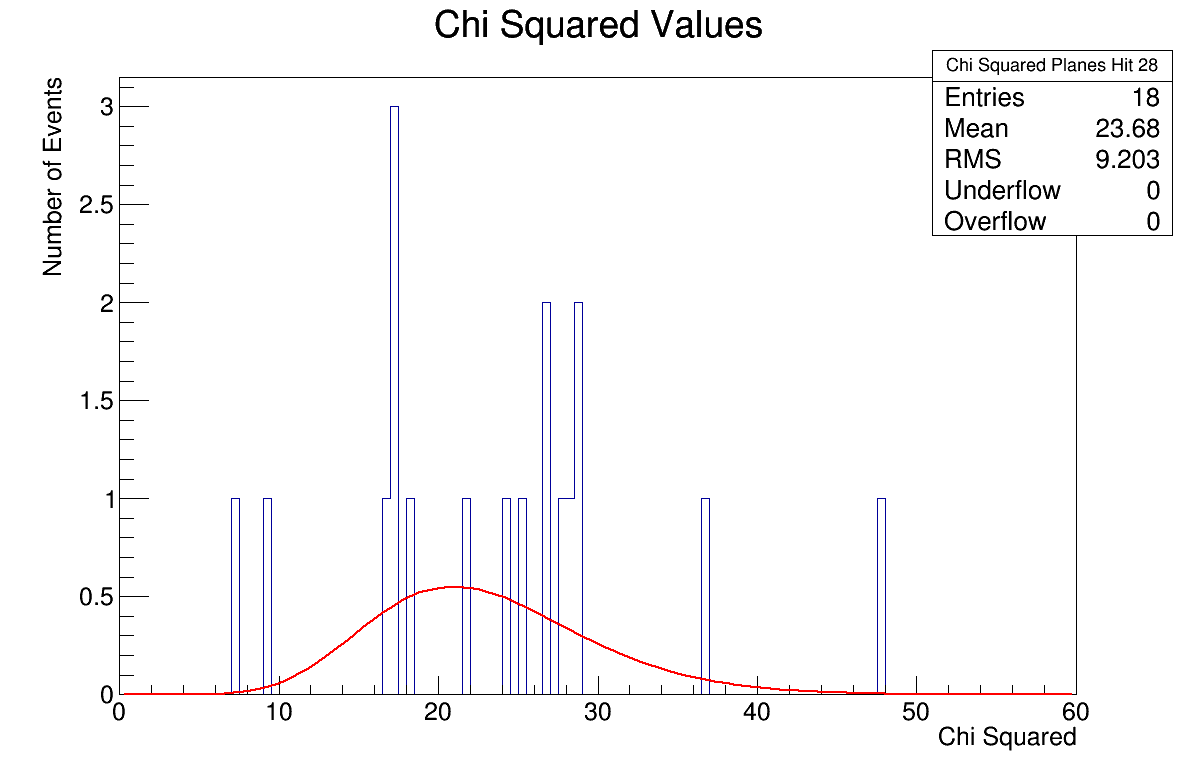 Chi Squared Values
Chi Squared Planes Hit 28
Entries 18
Mean 23.68
RMS 9.203
Underflow 0
Overflow 0
Number of Events
3
2.5
2
1.5
1
0.5
0
0 10 20 30 40 50 60
Chi Squared